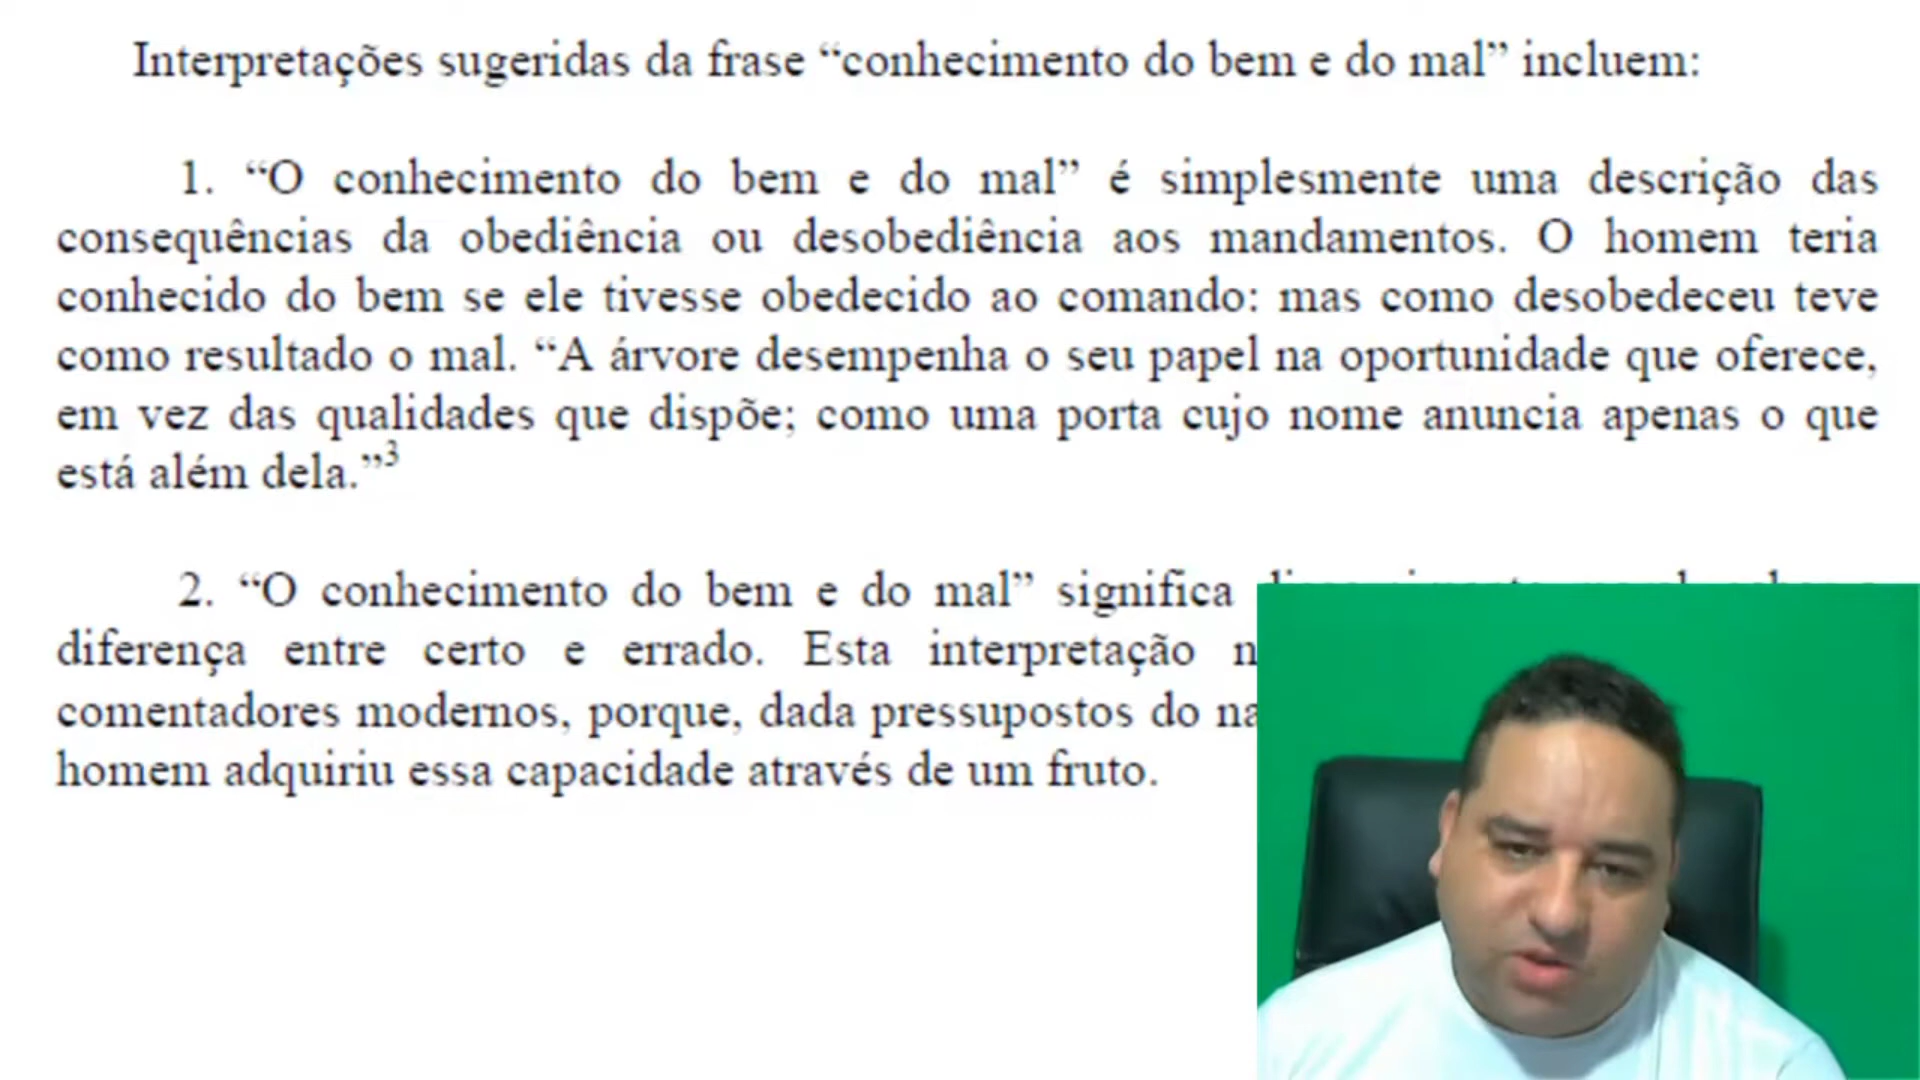 Interpretações sugeridas da frase “conhecimento do bem e do mal” incluem:
1. “O conhecimento do bem e do mal” é simplesmente uma descrição das
consequências da obediência ou desobediência aos mandamentos. O homem teria
conhecido do bem se ele tivesse obedecido ao comando: mas como desobedeceu teve
como resultado o mal. “A árvore desempenha o seu papel na oportunidade que oferece,
em vez das qualidades que dispõe; como uma porta cujo nome anuncia apenas o que
está além dela.”³
2. “O conhecimento do bem e do mal” significa
diferença entre certo e errado. Esta interpretação
comentadores modernos, porque, dada pressupostos do
homem adquiriu essa capacidade através de um fruto.